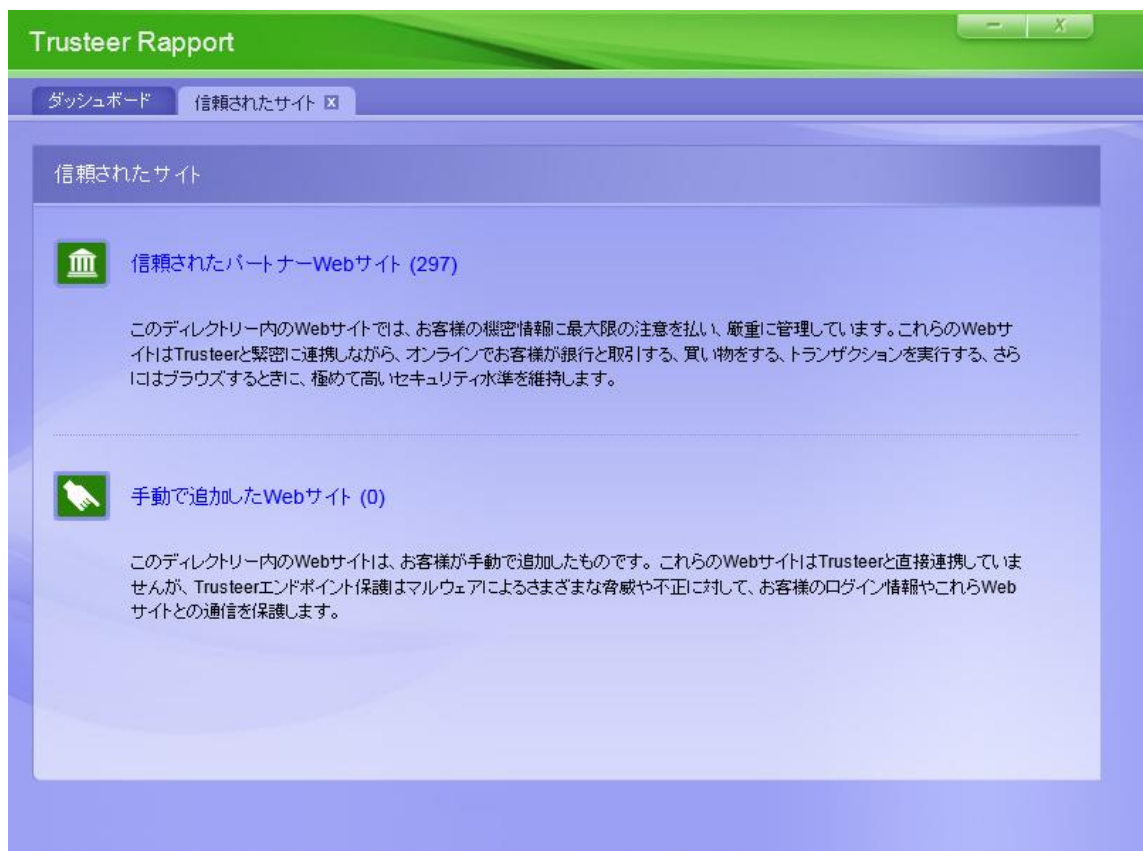 Trusteer Rapport
ダッシュボード
信頼されたサイト
信頼されたサイト
信頼されたパートナーWebサイト (297)
このディレクトリー内のWebサイトでは、お客様の機密情報に最大限の注意を払い、厳重に管理しています。これらのWebサ
イトはTrusteerと緊密に連携しながら、オンラインでお客様が銀行と取引する、買い物をする、トランザクションを実行する、さら
にはブラウズするときに、極めて高いセキュリティ水準を維持します。
手動で追加したWebサイト (0)
このディレクトリー内のWebサイトは、お客様が手動で追加したものです。これらのWebサイトはTrusteerと直接連携していま
せんが、Trusteerエンドポイント保護はマルウェアによるさまざまな脅威や不正に対して、お客様のログイン情報やこれらWeb
サイトとの通信を保護します。